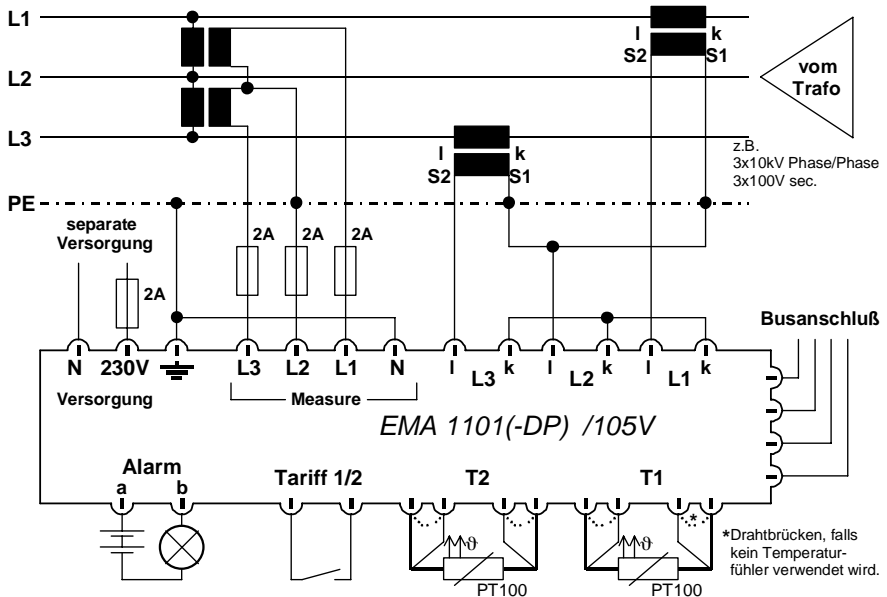 L1
l k
S2 S1
vom
Trafo
L2
L3
l k
S2 S1
z.B.
3x10kV Phase/Phase
3x100V sec.
PE
separate
Versorgung
2A
2A 2A 2A
Busanschluß
N 230V L3 L2 L1 N l L3 k l L2 k l L1 k
Versorgung
Measure
EMA 1101(-DP) /105V
Alarm
a b
Tariff 1/2
T2
T1
ϑ
PT100
ϑ
PT100
*
*Drahtbrücken, falls
kein Temperatur-
fühler verwendet wird.